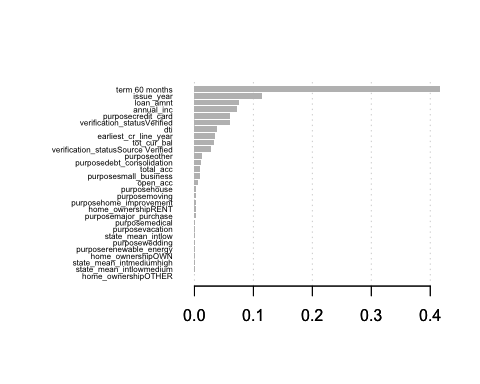 term 60 months
issue_year
loan_amnt
annual_inc
purposecredit_card
verification_statusVerified
dti
earliest_cr_line_year
tot_cur_bal
verification_statusSource Verified
purposeother
purposedebt_consolidation
total_acc
purposesmall_business
open_acc
purposehouse
purposemoving
purposehome_improvement
home_ownershipRENT
purposemajor_purchase
purposemedical
purposevacation
state_mean_intlow
purposewedding
purposerenewable_energy
home_ownershipOWN
state_mean_intmediumhigh
state_mean_intlowmedium
home_ownershipOTHER
0.0 0.1 0.2 0.3 0.4